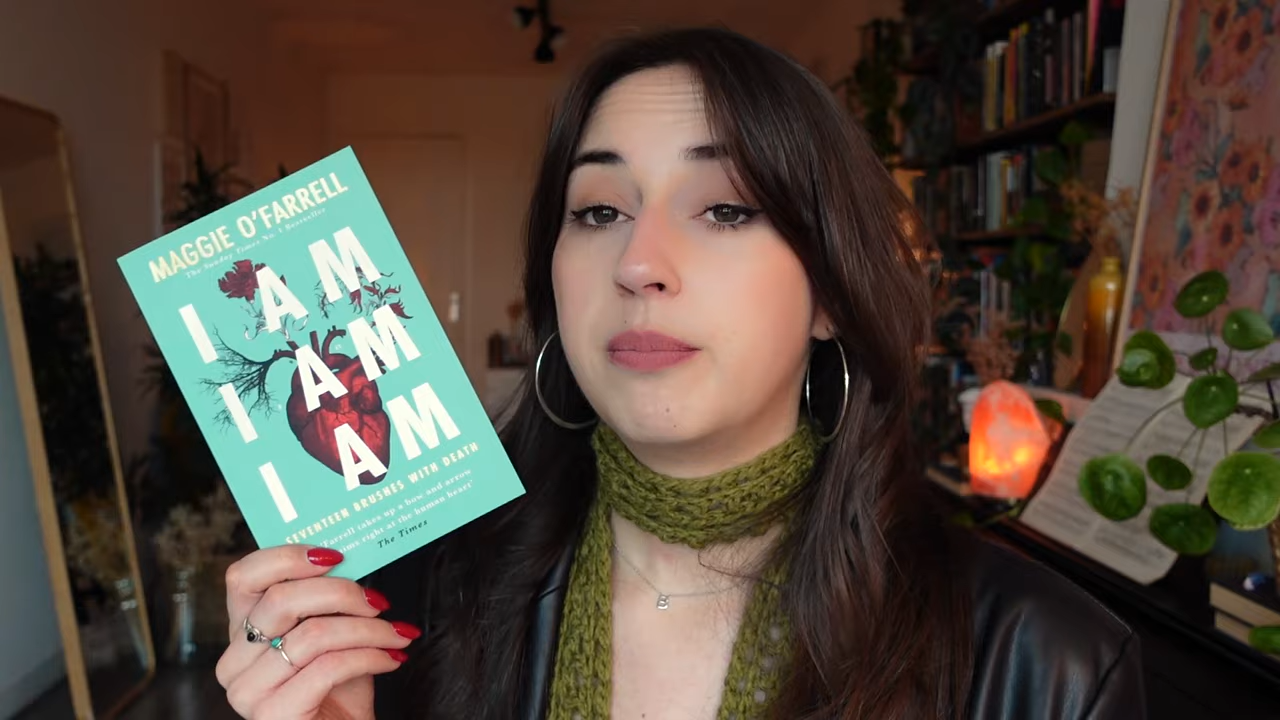 MAGGIE O'FARRELL
The Sunday Times No. 1 Bestseller
I AM
I AM
I AM
SEVENTEEN BRUSHES WITH DEATH
'Farrell takes up a bow and arrow
aims right at the human heart'
The Times
B